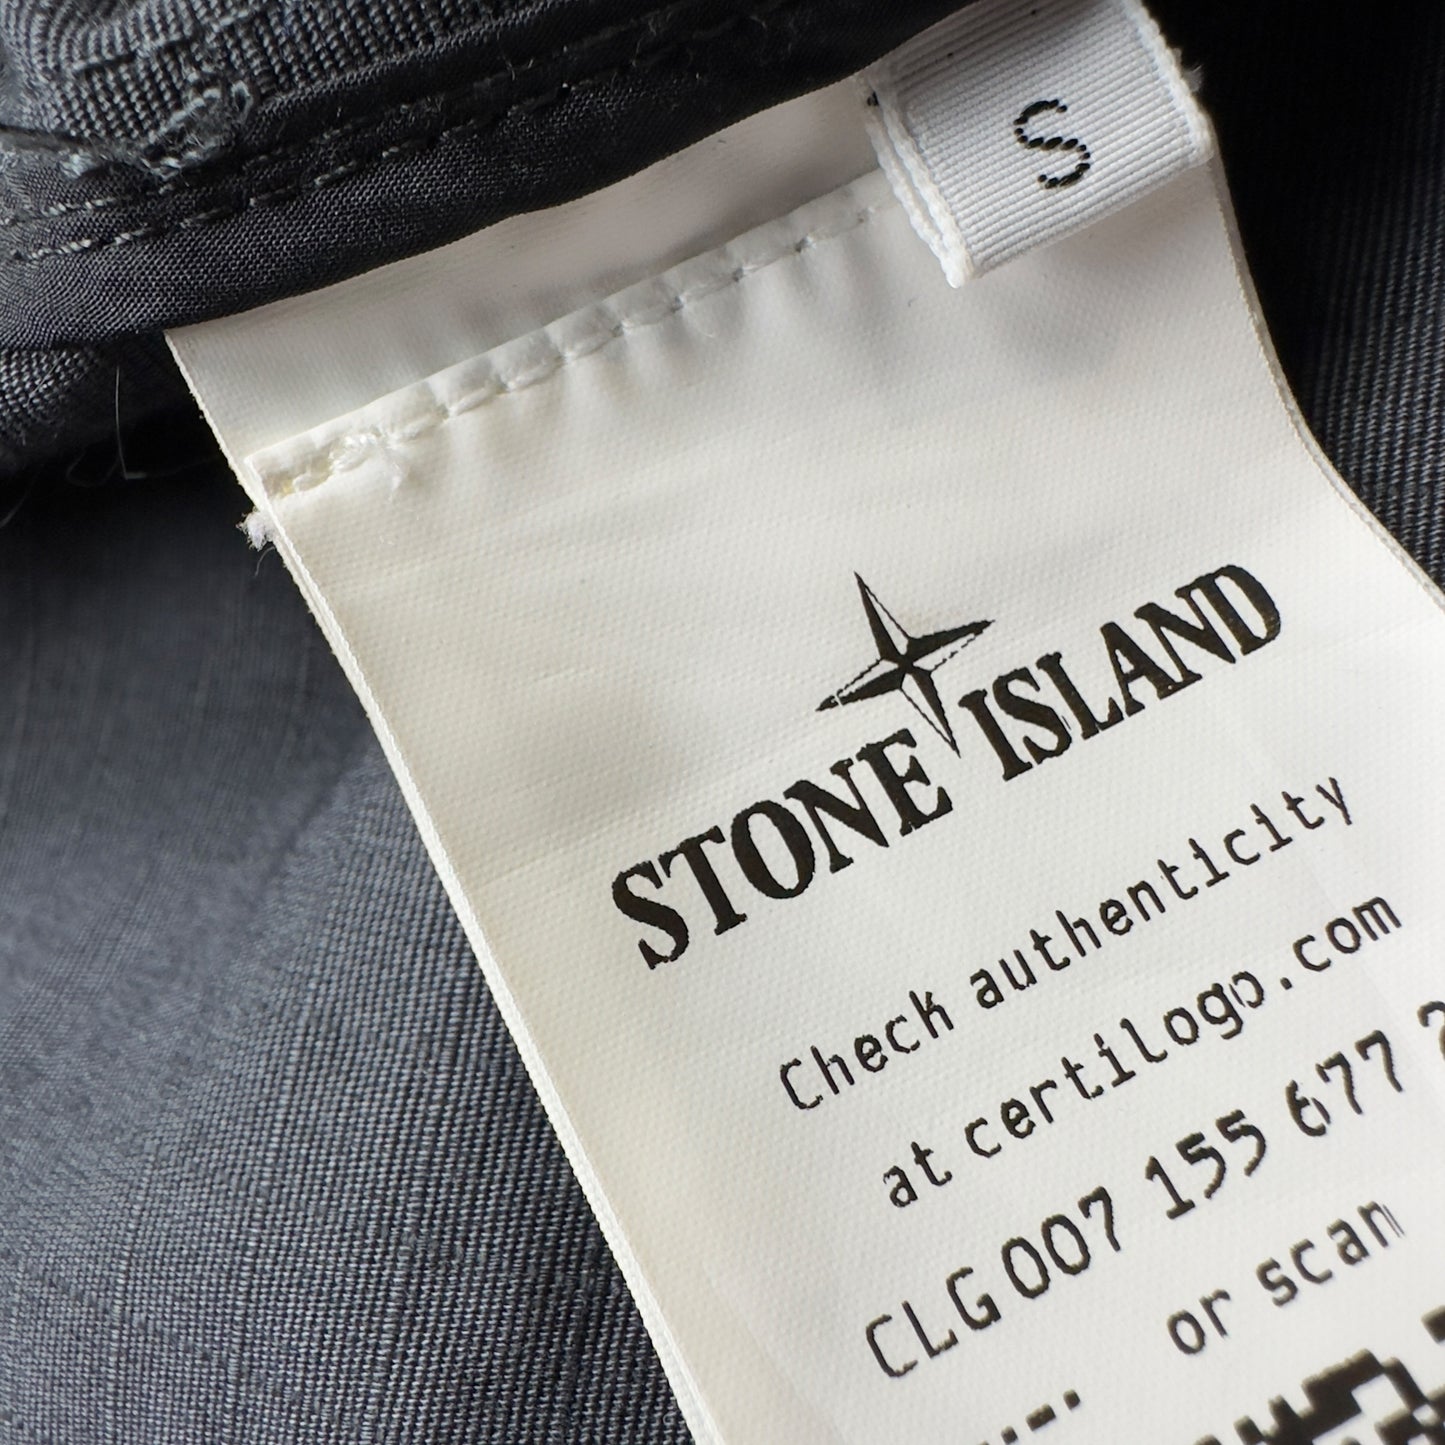 S
STONE ISLAND
Check authenticity
at certilogo.com
CLG 007 155 677
or scan